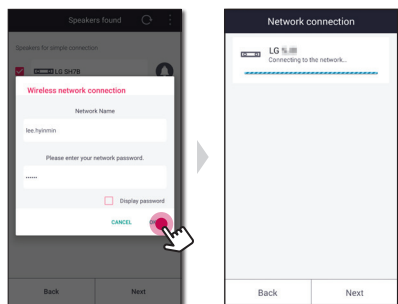 Speakers found
Speakers for simple connection
LG SH7B
Wireless network connection
Network Name
lee.hyinmin
Please enter your network password.
......
Display password
CANCEL
Back
Next
Network connection
LG
Connecting to the network...
Back
Next